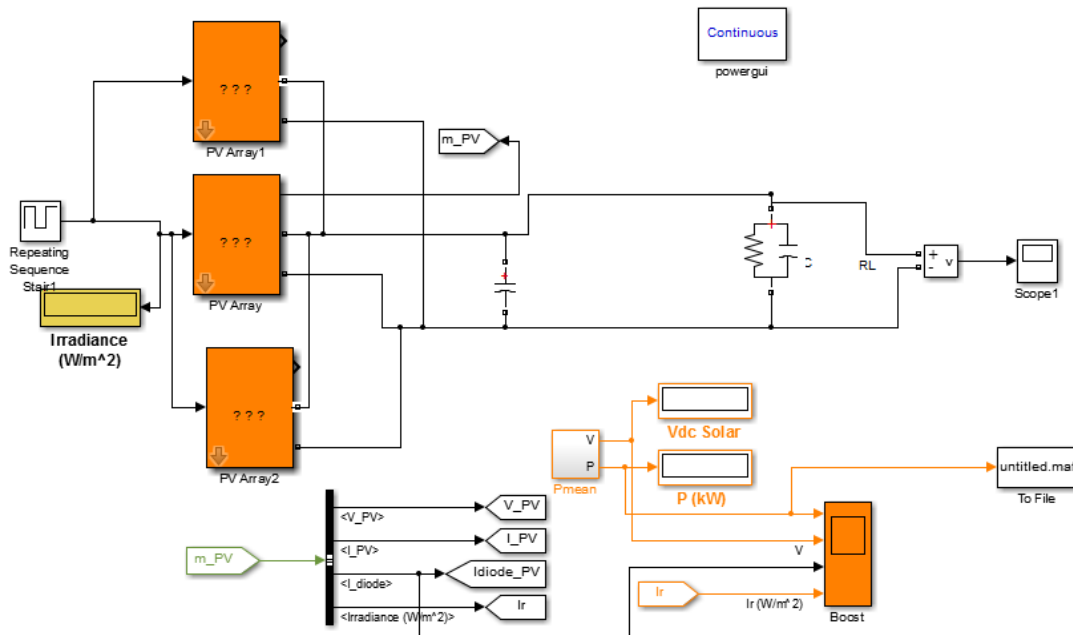 Continuous
powergui
? ? ?
PV Array1
m_PV
Repeating
Sequence
Stair1
? ? ?
PV Array
RL
+
-
v
Scope1
Irradiance
(W/m^2)
? ? ?
PV Array2
V
P
Pmean
Vdc Solar
P (kW)
untitled.mat
To File
m_PV
<V_PV>
V_PV
<I_PV>
I_PV
<I_diode>
Idiode_PV
<Irradiance (W/m^2)>
Ir
Ir
V
Ir (W/m^2)
Boost